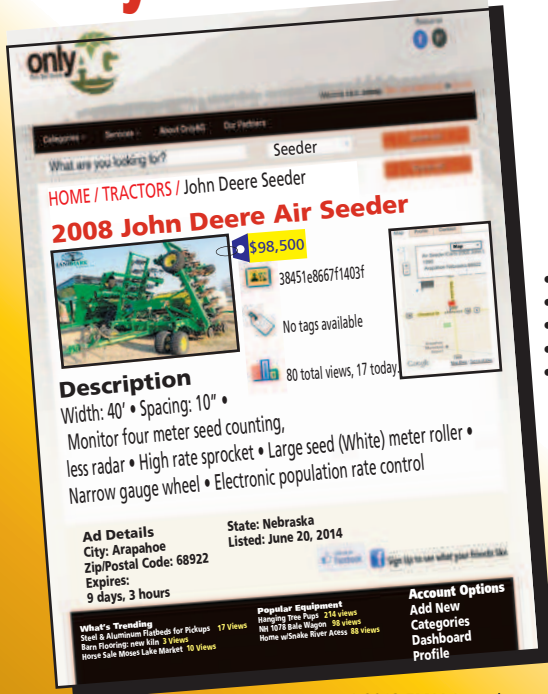 onlyAG
Categories Services About OnlyAG Our Partners
What are you looking for?
Seeder
HOME / TRACTORS / John Deere Seeder
2008 John Deere Air Seeder
$98,500
38451e8667f1403f
No tags available
80 total views, 17 today.
Map
Google
Description
Width: 40' • Spacing: 10" •
Monitor four meter seed counting,
less radar • High rate sprocket • Large seed (White) meter roller •
Narrow gauge wheel • Electronic population rate control
Ad Details
City: Arapahoe
Zip/Postal Code: 68922
Expires:
9 days, 3 hours
State: Nebraska
Listed: June 20, 2014
Facebook
Sign Up to see what your friends like
What's Trending
Steel & Aluminum Flatbeds for Pickups 17 Views
Barn Flooring: new kiln 3 Views
Horse Sale Moses Lake Market 10 Views
Popular Equipment
Hanging Tree Pups 214 views
NH 1078 Bale Wagon 98 views
Home w/Snake River Acess 88 views
Account Options
Add New
Categories
Dashboard
Profile